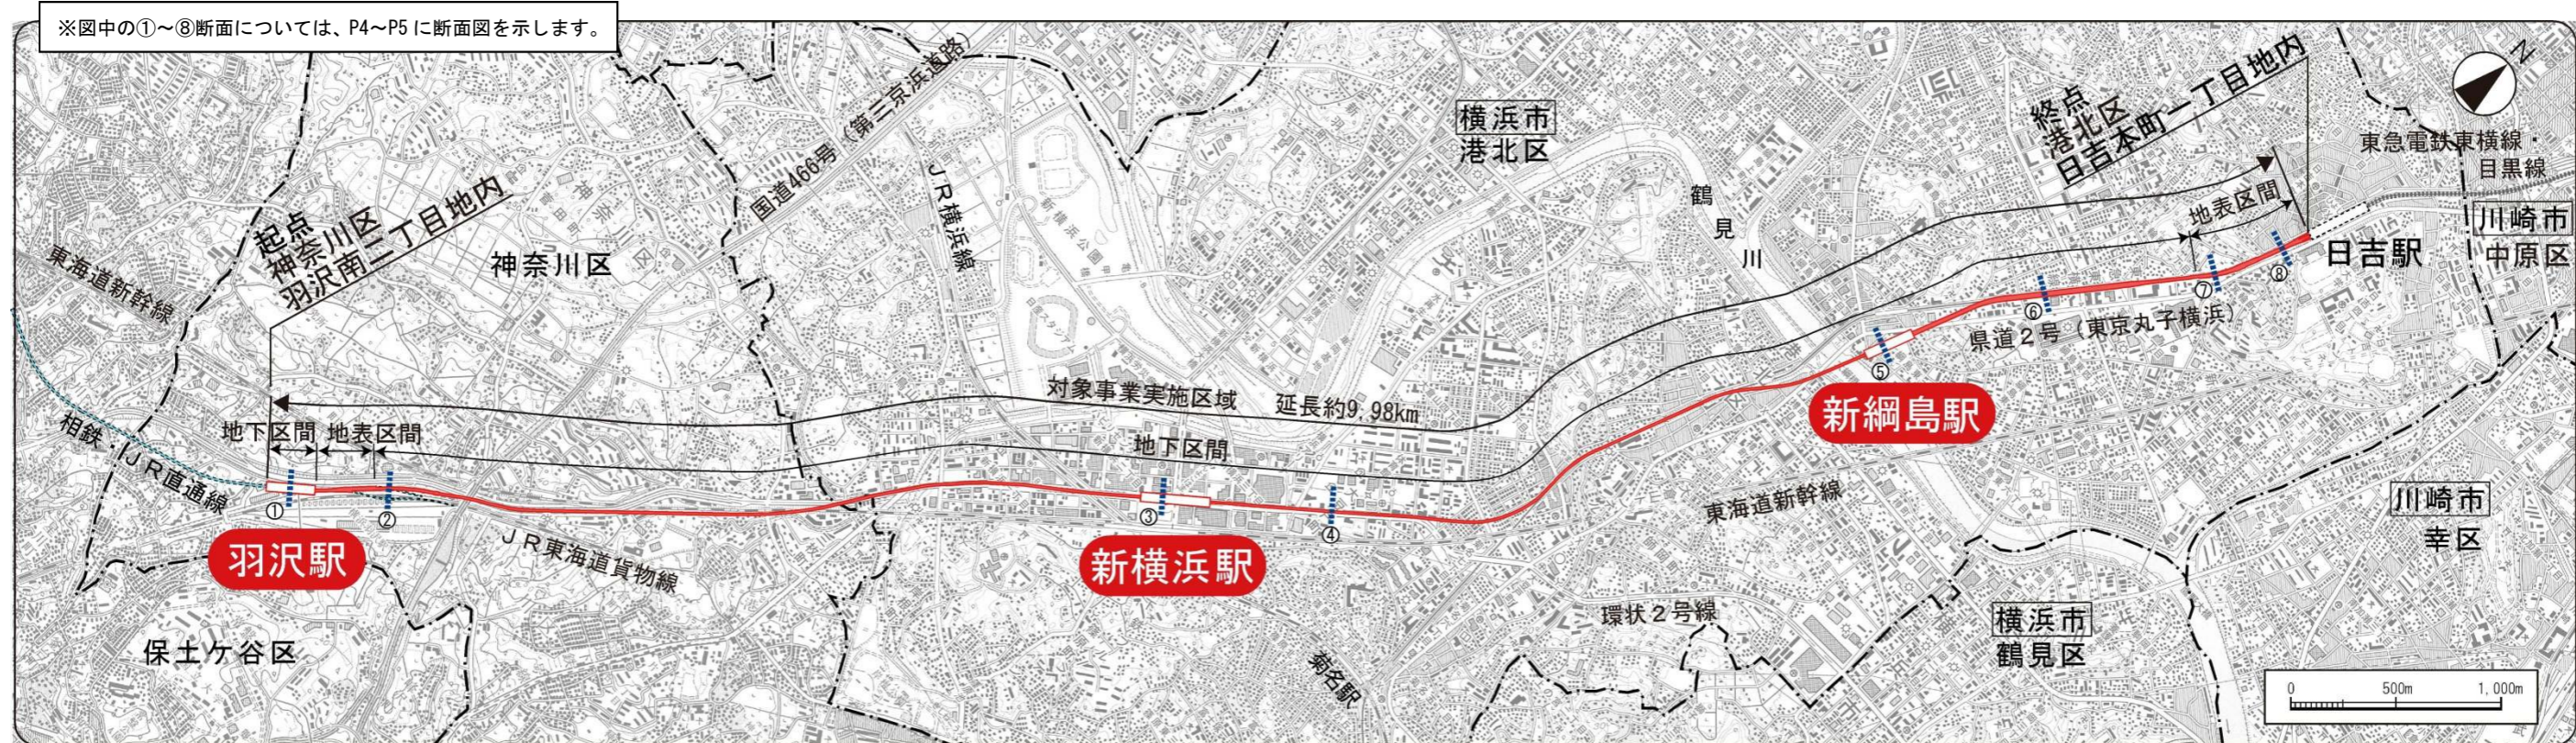 ※図中の①～⑧断面については、P4～P5 に断面図を示します。
起点
神奈川区
羽沢南二丁目地内
東海道新幹線
神奈川区
国道466号（第三京浜道路）
JR横浜線
新横浜公園
横浜市
港北区
鶴見川
終点
港北区
日吉本町一丁目地内
N
東急電鉄東横線・
目黒線
川崎市
中原区
地表区間
日吉駅
⑧
⑦
⑥
県道２号（東京丸子横浜）
⑤
新綱島駅
対象事業実施区域　延長約9.98km
地下区間
地下区間
地表区間
相鉄・JR直通線
①
②
③
④
羽沢駅
JR東海道貨物線
新横浜駅
東海道新幹線
川崎市
幸区
保土ケ谷区
菊名駅
環状２号線
横浜市
鶴見区
0 500m 1,000m